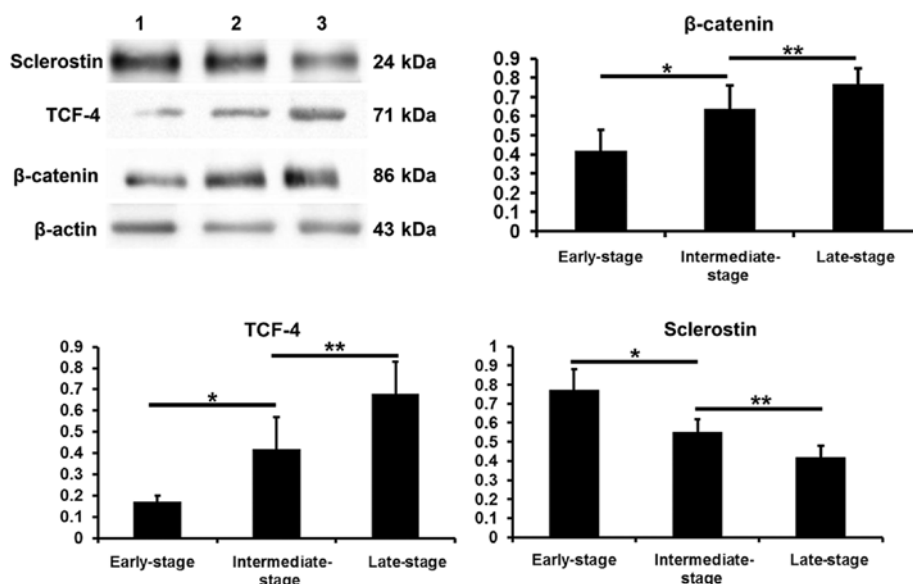 1 2 3
Sclerostin 24 kDa
TCF-4 71 kDa
β-catenin 86 kDa
β-actin 43 kDa
β-catenin
0.9
0.8
0.7
0.6
0.5
0.4
0.3
0.2
0.1
0
*
**
Early-stage Intermediate- Late-stage
stage
TCF-4
0.9
0.8
0.7
0.6
0.5
0.4
0.3
0.2
0.1
0
*
**
Early-stage Intermediate- Late-stage
stage
Sclerostin
1
0.9
0.8
0.7
0.6
0.5
0.4
0.3
0.2
0.1
0
*
**
Early-stage Intermediate- Late-stage
stage